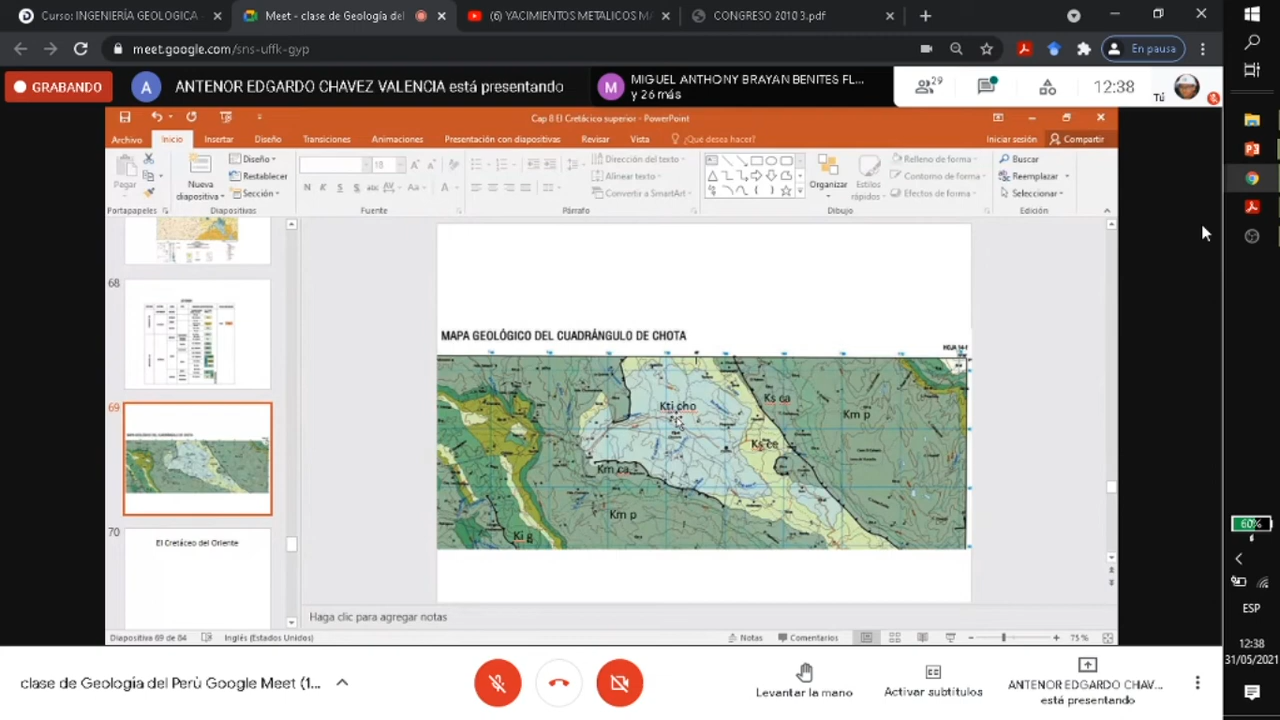 Curso: INGENIERÍA GEOLOGICA -
Meet - clase de Geología del
(6) YACIMIENTOS METALICOS MA
CONGRESO 2010 3.pdf
meet.google.com/sns-uffk-gyp
En pausa
GRABANDO
A
ANTENOR EDGARDO CHAVEZ VALENCIA está presentando
M
MIGUEL ANTHONY BRAYAN BENITES FL...
y 26 más
29
12:38
Tú
Cap 8 El Cretácico superior - PowerPoint
Archivo
Inicio
Insertar
Diseño
Transiciones
Animaciones
Presentación con diapositivas
Revisar
Vista
¿Qué desea hacer?
Iniciar sesión
Compartir
Pegar
Nueva
diapositiva
Diseño
Restablecer
Sección
18
N
K
S
S
abc
AV
Aa
A
Dirección del texto
Alinear texto
Convertir a SmartArt
Organizar
Estilos
rápidos
Relleno de forma
Contorno de forma
Efectos de forma
Buscar
Reemplazar
Seleccionar
Portapapeles
Diapositivas
Fuente
Párrafo
Dibujo
Edición
68
69
70
El Cretáceo del Oriente
MAPA GEOLÓGICO DEL CUADRÁNGULO DE CHOTA
HOJA 14-f
Kti cho
Ks ca
Km p
Ks ce
Km ca
Km p
Ki g
Haga clic para agregar notas
Diapositiva 69 de 84
Inglés (Estados Unidos)
Notas
Comentarios
75 %
60%
ESP
12:38
31/05/2021
clase de Geología del Perú Google Meet (1...
Levantar la mano
Activar subtítulos
ANTENOR EDGARDO CHAV...
está presentando